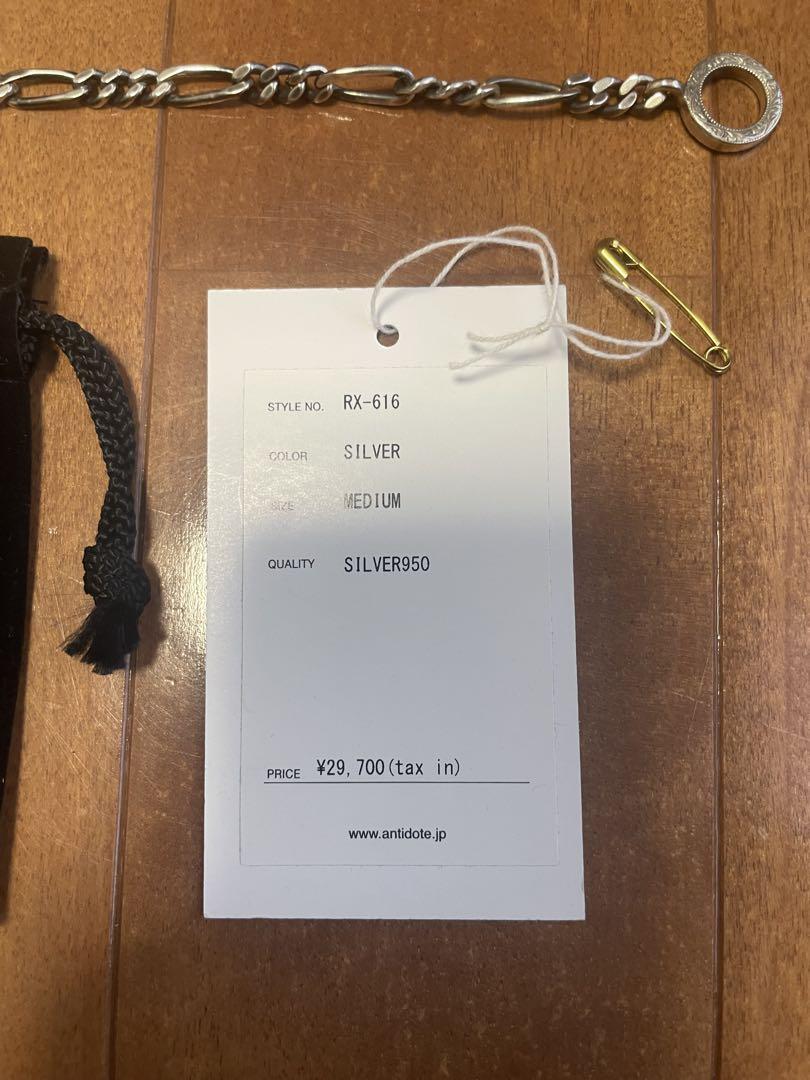 STYLE NO. RX-616
COLOR SILVER
SIZE MEDIUM
QUALITY SILVER950
PRICE ¥29,700(tax in)
www.antidote.jp